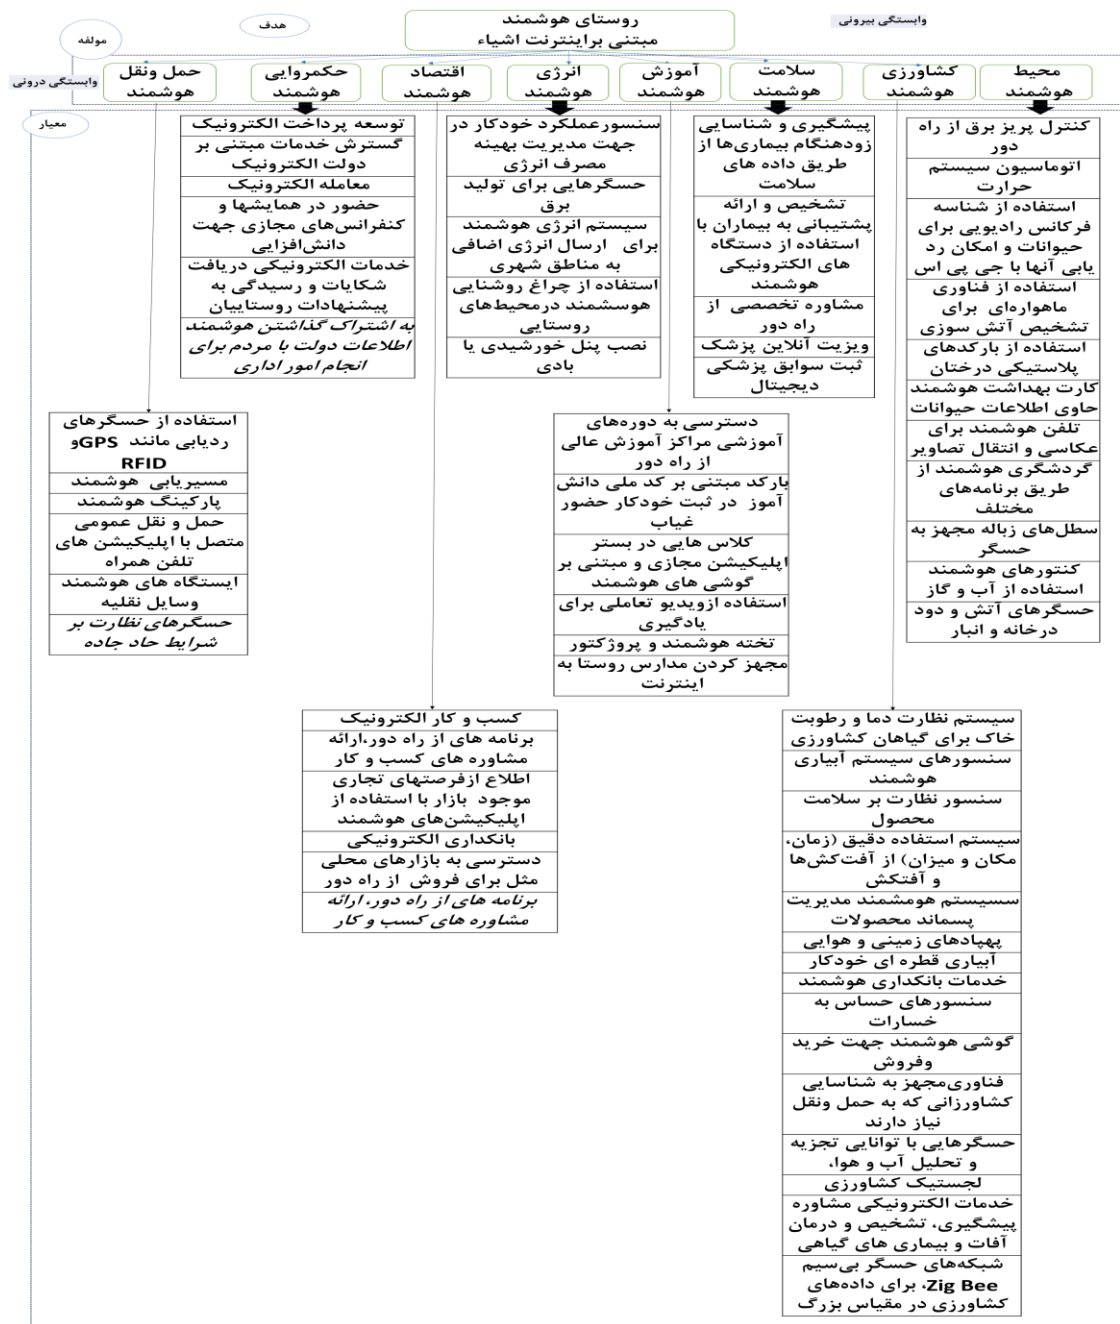 روستای هوشمند
مبتنی براینترنت اشیاء
وابستگی بیرونی
هدف
مولفه
وابستگی درونی
معیار
محیط
هوشمند
کشاورزی
هوشمند
سلامت
هوشمند
آموزش
هوشمند
انرژی
هوشمند
اقتصاد
هوشمند
حکمروایی
هوشمند
حمل ونقل
هوشمند
کنترل پریز برق از راه
دور
اتوماسیون سیستم
حرارت
استفاده از شناسه
فرکانس رادیویی برای
حیوانات و امکان رد
یابی آنها با جی پی اس
استفاده از فناوری
ماهواره‌ای برای
تشخیص آتش سوزی
استفاده از بارکدهای
پلاستیکی درختان
کارت بهداشت هوشمند
حاوی اطلاعات حیوانات
تلفن هوشمند برای
عکاسی و انتقال تصاویر
گردشگری هوشمند از
طریق برنامه‌های
مختلف
سطل‌های زباله مجهز به
حسگر
کنتورهای هوشمند
استفاده از آب و گاز
حسگرهای آتش و دود
درخانه و انبار
پیشگیری و شناسایی
زودهنگام بیماری‌ها از
طریق داده های
سلامت
تشخیص و ارائه
پشتیبانی به بیماران با
استفاده از دستگاه
های الکترونیکی
هوشمند
مشاوره تخصصی از
راه دور
ویزیت آنلاین پزشک
ثبت سوابق پزشکی
دیجیتال
سنسورعملکرد خودکار در
جهت مدیریت بهینه
مصرف انرژی
حسگرهایی برای تولید
برق
سیستم انرژی هوشمند
برای ارسال انرژی اضافی
به مناطق شهری
استفاده از چراغ روشنایی
هوسشمند درمحیط‌های
روستایی
نصب پنل خورشیدی یا
بادی
توسعه پرداخت الکترونیک
گسترش خدمات مبتنی بر
دولت الکترونیک
معامله الکترونیک
حضور در همایشها و
کنفرانس‌های مجازی جهت
دانش‌افزایی
خدمات الکترونیکی دریافت
شکایات و رسیدگی به
پیشنهادات روستاییان
به اشتراک گذاشتن هوشمند
اطلاعات دولت با مردم برای
انجام امور اداری
استفاده از حسگرهای
ردیابی مانند GPSو
RFID
مسیریابی هوشمند
پارکینگ هوشمند
حمل و نقل عمومی
متصل با اپلیکیشن های
تلفن همراه
ایستگاه های هوشمند
وسایل نقلیه
حسگرهای نظارت بر
شرایط حاد جاده
دسترسی به دوره‌های
آموزشی مراکز آموزش عالی
از راه دور
بارکد مبتنی بر کد ملی دانش
آموز در ثبت خودکار حضور
غیاب
کلاس هایی در بستر
اپلیکیشن مجازی و مبتنی بر
گوشی های هوشمند
استفاده ازویدیو تعاملی برای
یادگیری
تخته هوشمند و پروژکتور
مجهز کردن مدارس روستا به
اینترنت
کسب و کار الکترونیک
برنامه های از راه دور،ارائه
مشاوره های کسب و کار
اطلاع ازفرصتهای تجاری
موجود بازار با استفاده از
اپلیکیشن‌های هوشمند
بانکداری الکترونیکی
دسترسی به بازارهای محلی
مثل برای فروش از راه دور
برنامه های از راه دور، ارائه
مشاوره های کسب و کار
سیستم نظارت دما و رطوبت
خاک برای گیاهان کشاورزی
سنسورهای سیستم آبیاری
هوشمند
سنسور نظارت بر سلامت
محصول
سیستم استفاده دقیق (زمان،
مکان و میزان) از آفت‌کش‌ها
و آفتکش
سسیستم هومشمند مدیریت
پسماند محصولات
پهپادهای زمینی و هوایی
آبیاری قطره ای خودکار
خدمات بانکداری هوشمند
سنسورهای حساس به
خسارات
گوشی هوشمند جهت خرید
وفروش
فناوری‌مجهز به شناسایی
کشاورزانی که به حمل ونقل
نیاز دارند
حسگرهایی با توانایی تجزیه
و تحلیل آب و هوا،
لجستیک کشاورزی
خدمات الکترونیکی مشاوره
پیشگیری، تشخیص و درمان
آفات و بیماری های گیاهی
شبکه‌های حسگر بی‌سیم
Zig Bee، برای داده‌های
کشاورزی در مقیاس بزرگ